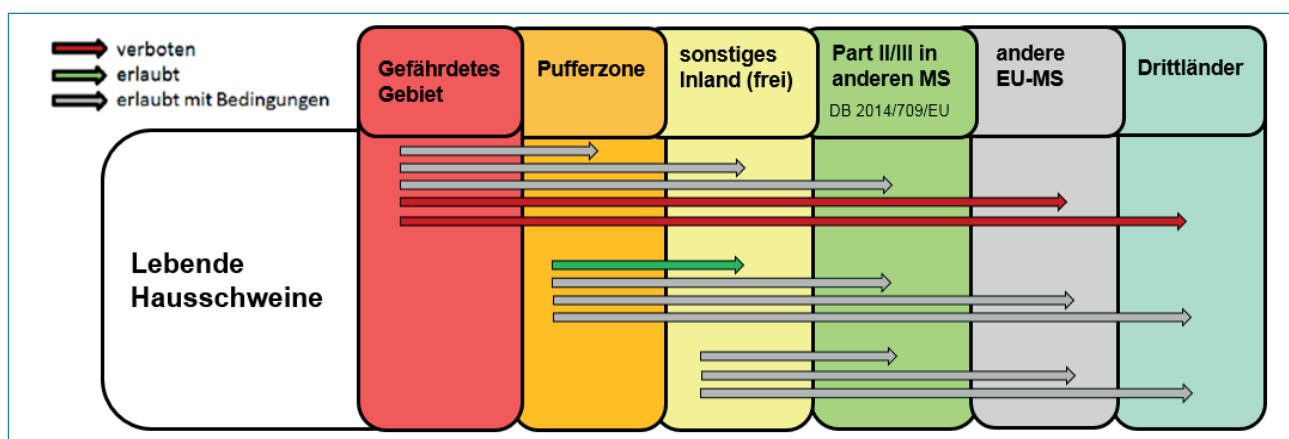 verboten
erlaubt
erlaubt mit Bedingungen
Gefährdetes
Gebiet
Pufferzone
sonstiges
Inland (frei)
Part II/III in
anderen MS
DB 2014/709/EU
andere
EU-MS
Drittländer
Lebende
Hausschweine